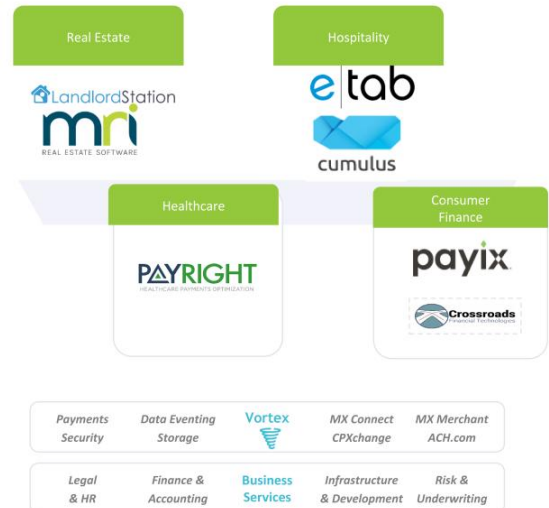 Real Estate
Hospitality
LandlordStation
mri
REAL ESTATE SOFTWARE
e|tab
cumulus
Healthcare
Consumer
Finance
PAYRIGHT
HEALTHCARE PAYMENTS OPTIMIZATION
payix
Crossroads
Financial Technologies
Payments
Security
Data Eventing
Storage
Vortex
MX Connect
CPXchange
MX Merchant
ACH.com
Legal
& HR
Finance &
Accounting
Business
Services
Infrastructure
& Development
Risk &
Underwriting